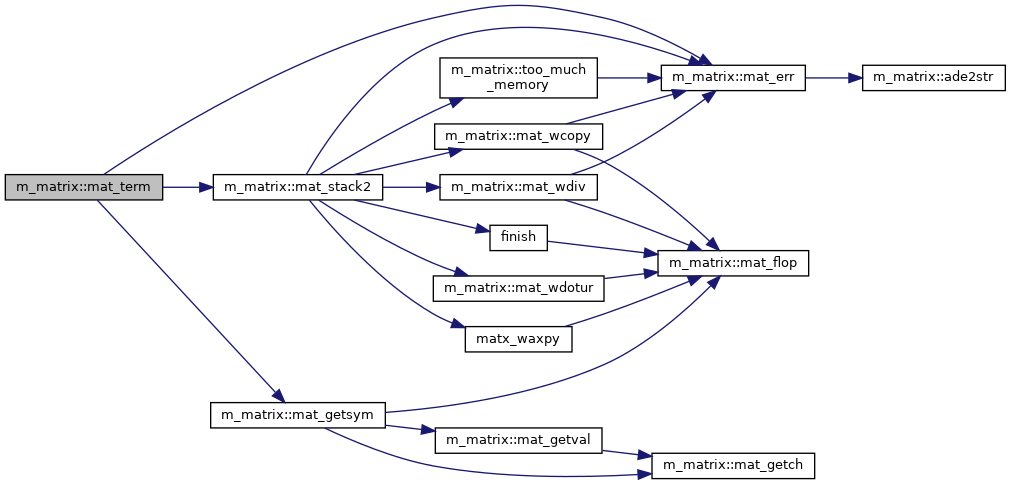 m_matrix::too_much
_memory
m_matrix::mat_err
m_matrix::ade2str
m_matrix::mat_wcopy
m_matrix::mat_term
m_matrix::mat_stack2
m_matrix::mat_wdiv
finish
m_matrix::mat_flop
m_matrix::mat_wdotur
matx_waxpy
m_matrix::mat_getsym
m_matrix::mat_getval
m_matrix::mat_getch